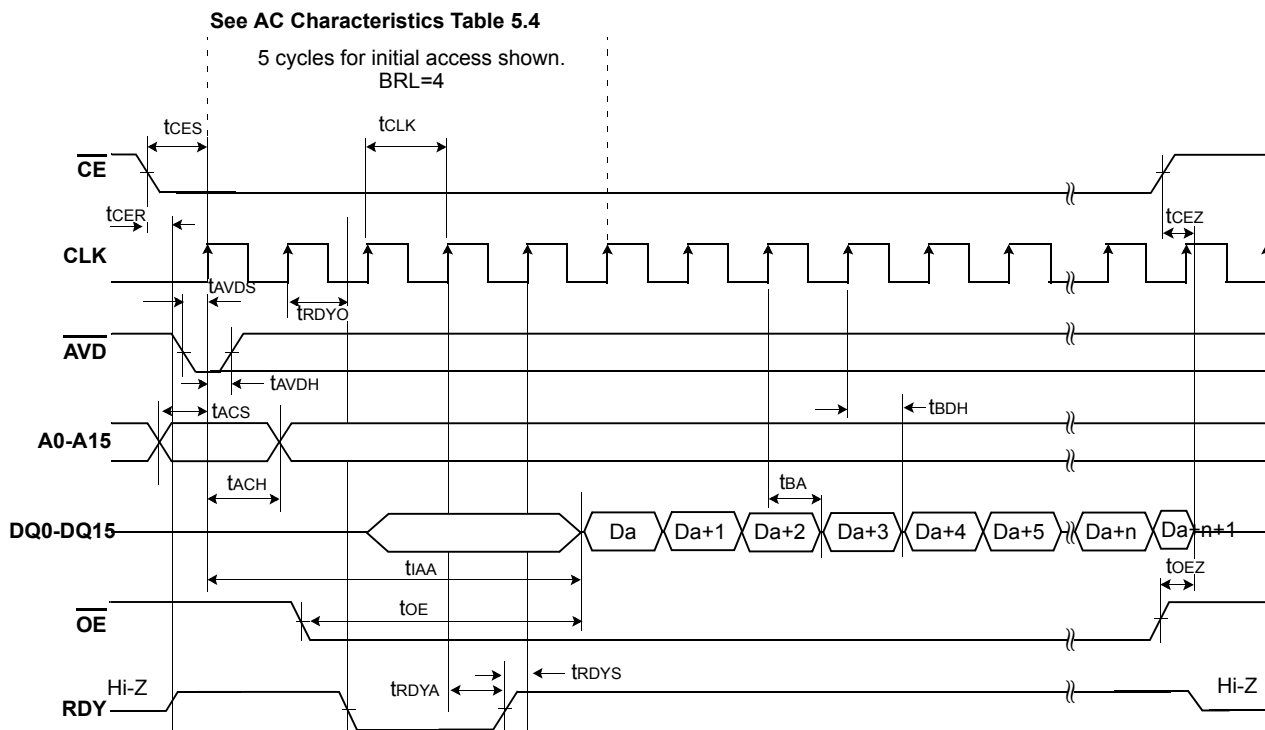 See AC Characteristics Table 5.4
5 cycles for initial access shown.
BRL=4
tCES
tCLK
CE
tCER
tCEZ
CLK
tAVDS
tRDYO
AVD
tAVDH
tBDH
tACS
A0-A15
tACH
tBA
DQ0-DQ15
Da
Da+1
Da+2
Da+3
Da+4
Da+5
Da+n
Da+n+1
tIAA
tOEZ
tOE
OE
tRDYS
tRDYA
Hi-Z
Hi-Z
RDY